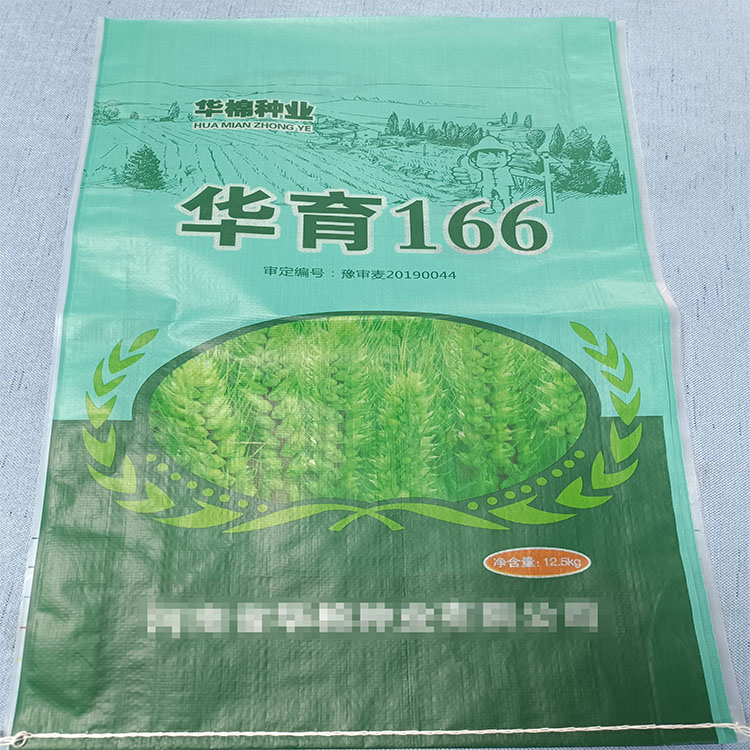 华棉种业
HUA MIAN ZHONG YE
华育166
审定编号：豫审麦20190044
净含量：12.5kg